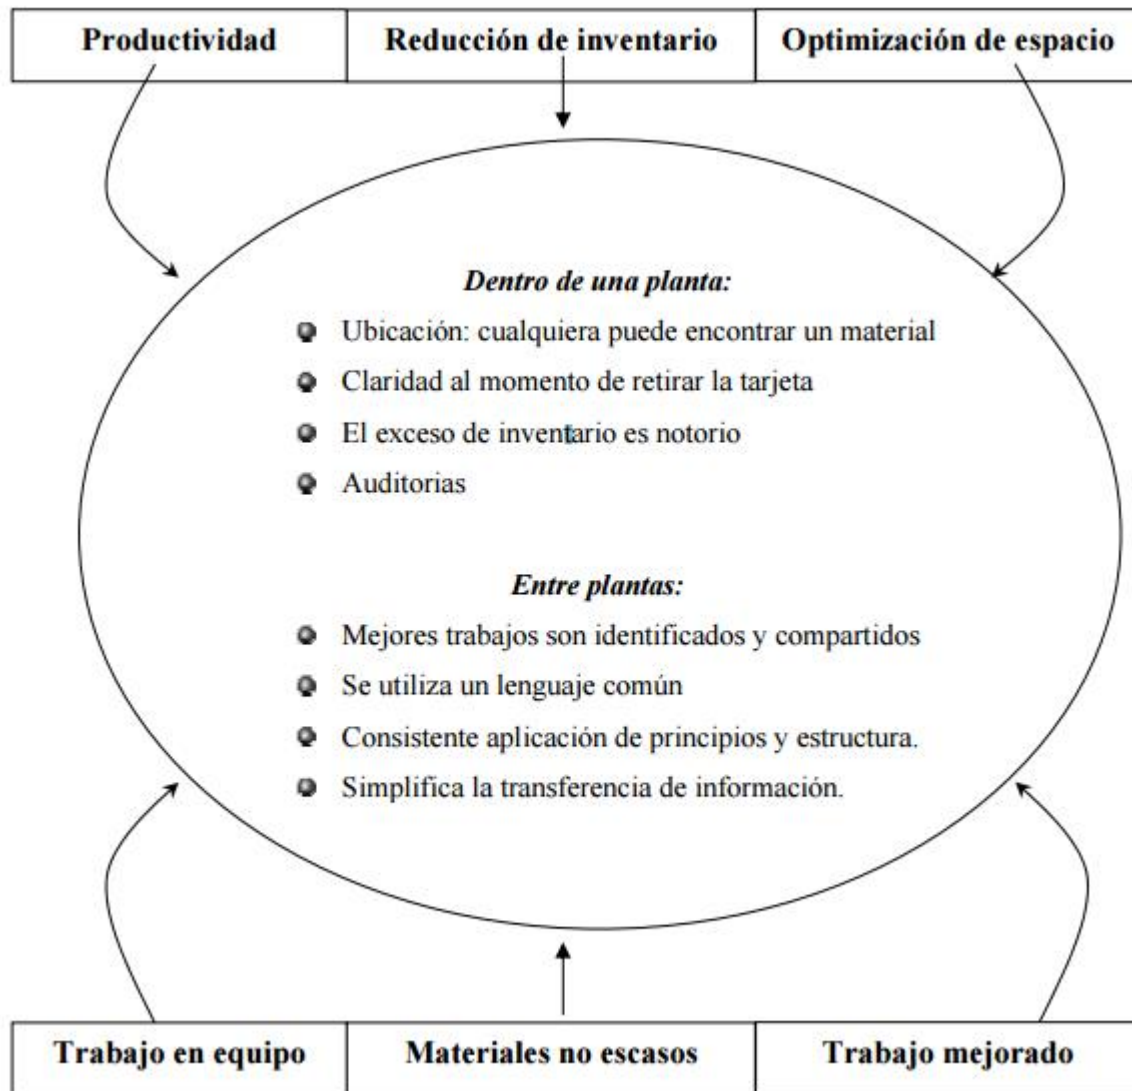 Productividad
Reducción de inventario
Optimización de espacio
Dentro de una planta:
Ubicación: cualquiera puede encontrar un material
Claridad al momento de retirar la tarjeta
El exceso de inventario es notorio
Auditorias
Entre plantas:
Mejores trabajos son identificados y compartidos
Se utiliza un lenguaje común
Consistente aplicación de principios y estructura.
Simplifica la transferencia de información.
Trabajo en equipo
Materiales no escasos
Trabajo mejorado